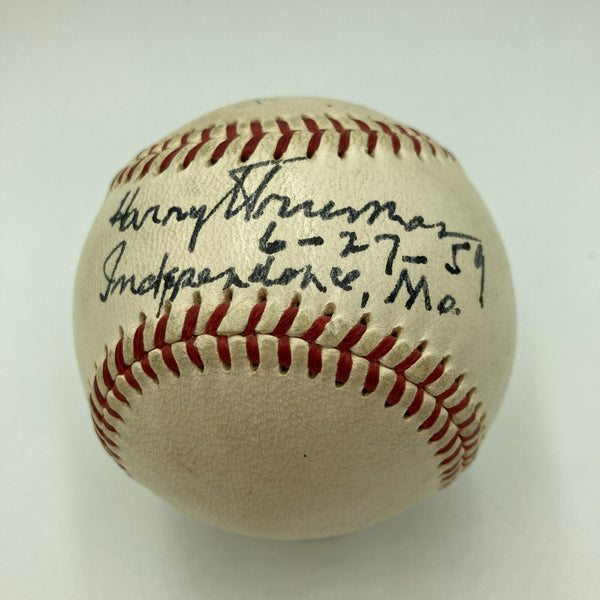 Harry S Truman
6-27-59
Independence, Mo.